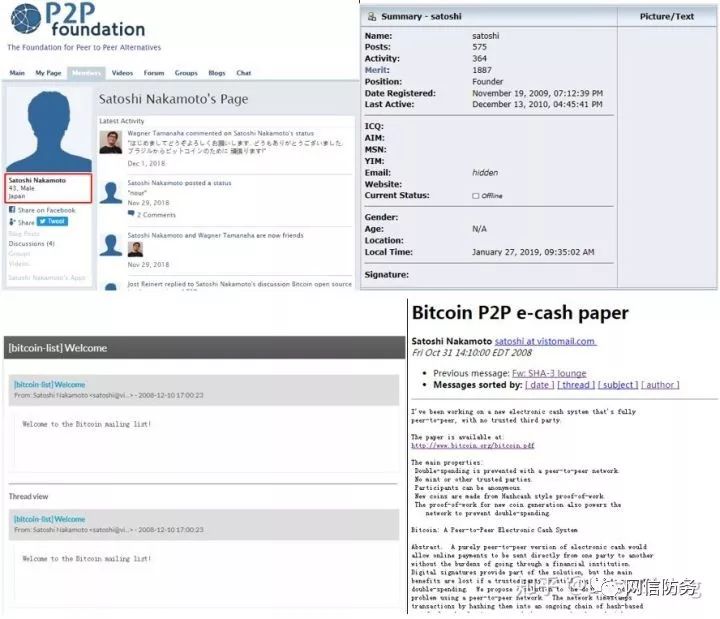 P2P
foundation
The Foundation for Peer to Peer Alternatives
Main My Page Members Videos Forum Groups Blogs Chat
Satoshi Nakamoto's Page
Latest Activity
Wagner Tamanaha commented on Satoshi Nakamoto's status
"はじめましてどうぞよろしくお願いします. どうもありがとうございました.
ブラジルからビットコインのために 頑張ります!"
Dec 1, 2018
Satoshi Nakamoto posted a status
"nour"
Nov 29, 2018
2 Comments
Satoshi Nakamoto and Wagner Tamanaha are now friends
Nov 29, 2018
Jost Reinert replied to Satoshi Nakamoto's discussion Bitcoin open source
Satoshi Nakamoto
43, Male
Japan
Share on Facebook
Share Tweet
Blog Posts
Discussions (4)
Groups
Videos
Satoshi Nakamoto's Apps
Summary - satoshi
Picture/Text
Name: satoshi
Posts: 575
Activity: 364
Merit: 1887
Position: Founder
Date Registered: November 19, 2009, 07:12:39 PM
Last Active: December 13, 2010, 04:45:41 PM
ICQ:
AIM:
MSN:
YIM:
Email: hidden
Website:
Current Status: Offline
Gender:
Age: N/A
Location:
Local Time: January 27, 2019, 09:35:02 AM
Signature:
[bitcoin-list] Welcome
[bitcoin-list] Welcome
From: Satoshi Nakamoto <satoshi@vi...> - 2008-12-10 17:00:23
Welcome to the Bitcoin mailing list!
Thread view
[bitcoin-list] Welcome
From: Satoshi Nakamoto <satoshi@vi...> - 2008-12-10 17:00:23
Welcome to the Bitcoin mailing list!
Bitcoin P2P e-cash paper
Satoshi Nakamoto satoshi at vistomail.com
Fri Oct 31 14:10:00 EDT 2008
Previous message: Fw: SHA-3 lounge
Messages sorted by: [ date ] [ thread ] [ subject ] [ author ]
I've been working on a new electronic cash system that's fully
peer-to-peer, with no trusted third party.
The paper is available at:
http://www.bitcoin.org/bitcoin.pdf
The main properties:
Double-spending is prevented with a peer-to-peer network.
No mint or other trusted parties.
Participants can be anonymous.
New coins are made from Hashcash style proof-of-work.
The proof-of-work for new coin generation also powers the
network to prevent double-spending.
Bitcoin: A Peer-to-Peer Electronic Cash System
Abstract. A purely peer-to-peer version of electronic cash would
allow online payments to be sent directly from one party to another
without the burdens of going through a financial institution.
Digital signatures provide part of the solution, but the main
benefits are lost if a trusted
double-spending. We propose a
problem using a peer-to-peer network. The network timestamps
transactions by hashing them into an ongoing chain of hash-based
知乎 网信防务